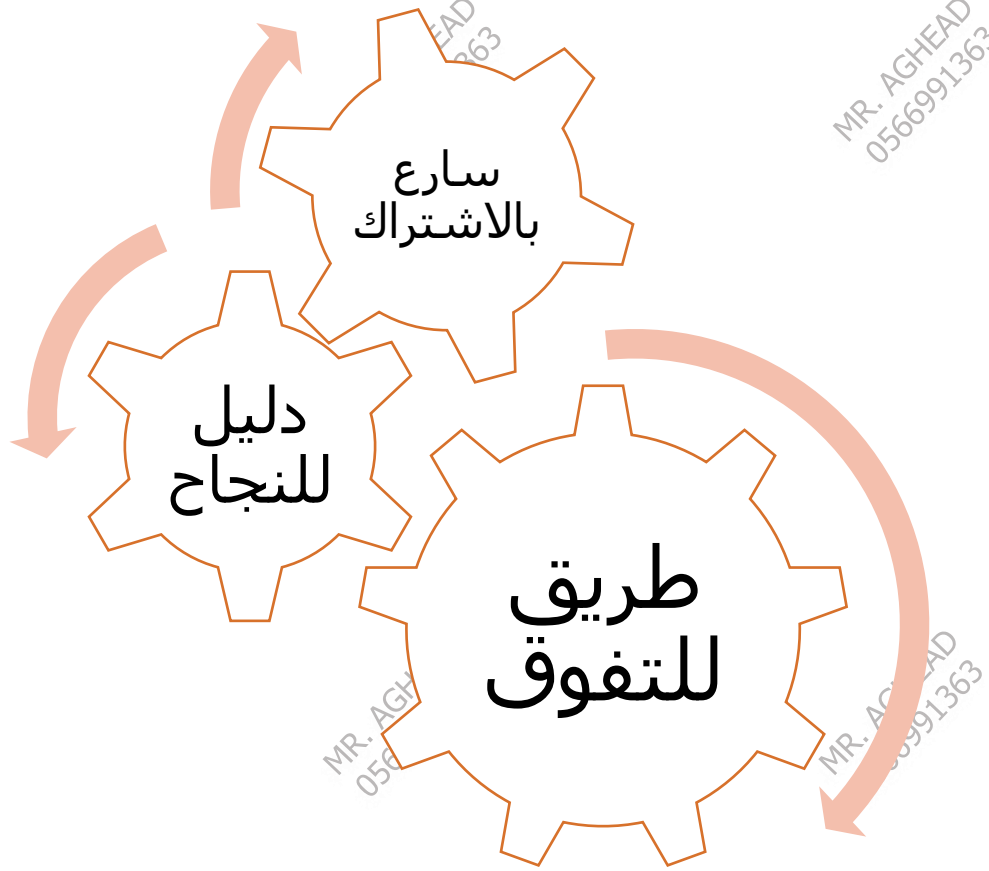 سارع
بالاشتراك
دليل
للنجاح
طريق
للتفوق
MR. AGHEAD
0566991363